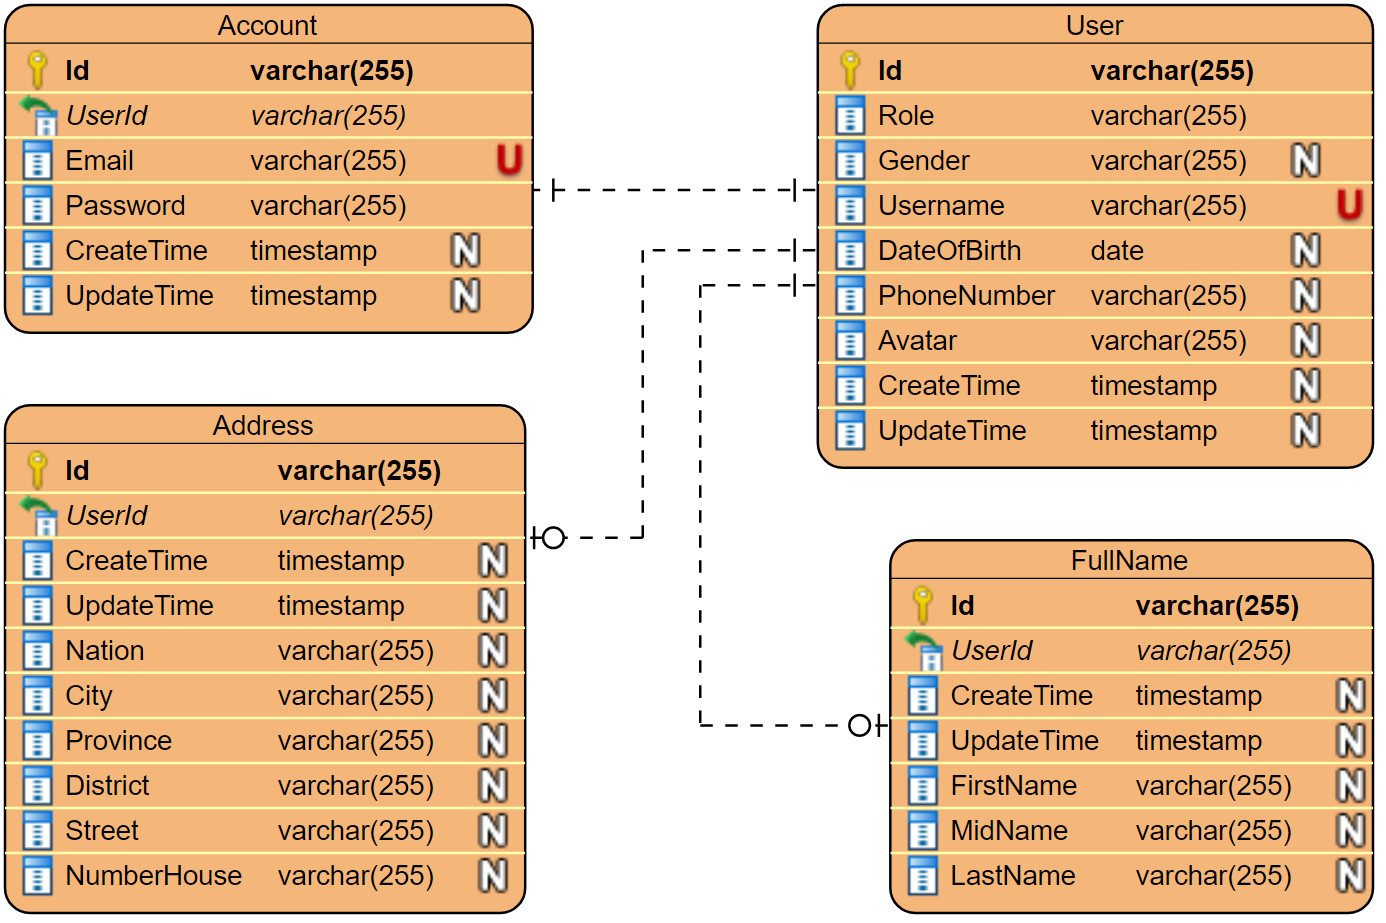 Account
Id varchar(255)
UserId varchar(255)
Email varchar(255) U
Password varchar(255)
CreateTime timestamp N
UpdateTime timestamp N
User
Id varchar(255)
Role varchar(255)
Gender varchar(255) N
Username varchar(255) U
DateOfBirth date N
PhoneNumber varchar(255) N
Avatar varchar(255) N
CreateTime timestamp N
UpdateTime timestamp N
Address
Id varchar(255)
UserId varchar(255)
CreateTime timestamp N
UpdateTime timestamp N
Nation varchar(255) N
City varchar(255) N
Province varchar(255) N
District varchar(255) N
Street varchar(255) N
NumberHouse varchar(255) N
FullName
Id varchar(255)
UserId varchar(255)
CreateTime timestamp N
UpdateTime timestamp N
FirstName varchar(255) N
MidName varchar(255) N
LastName varchar(255) N